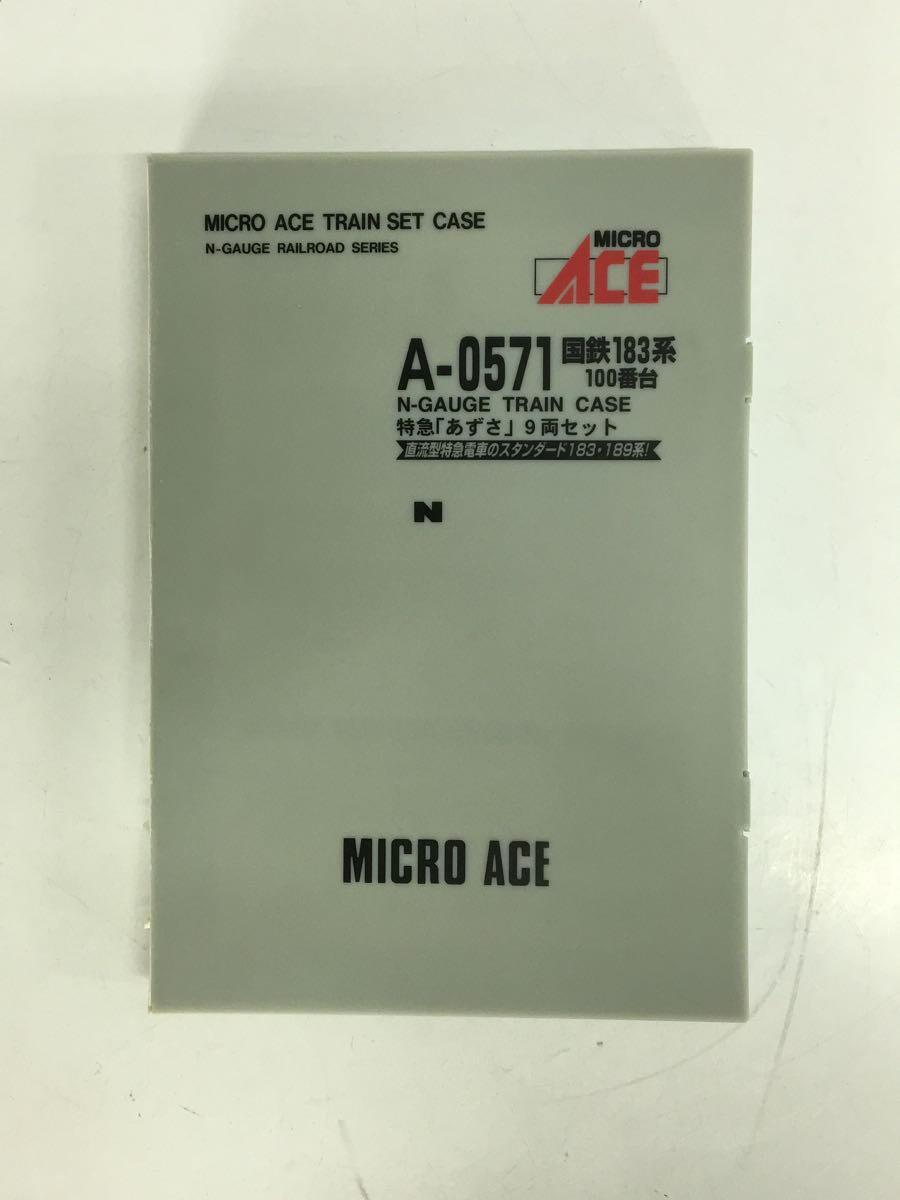 MICRO ACE TRAIN SET CASE
N-GAUGE RAILROAD SERIES
MICRO
ACE
A-0571 国鉄183系
100番台
N-GAUGE TRAIN CASE
特急「あずさ」9両セット
直流型特急電車のスタンダード183・189系!
N
MICRO ACE